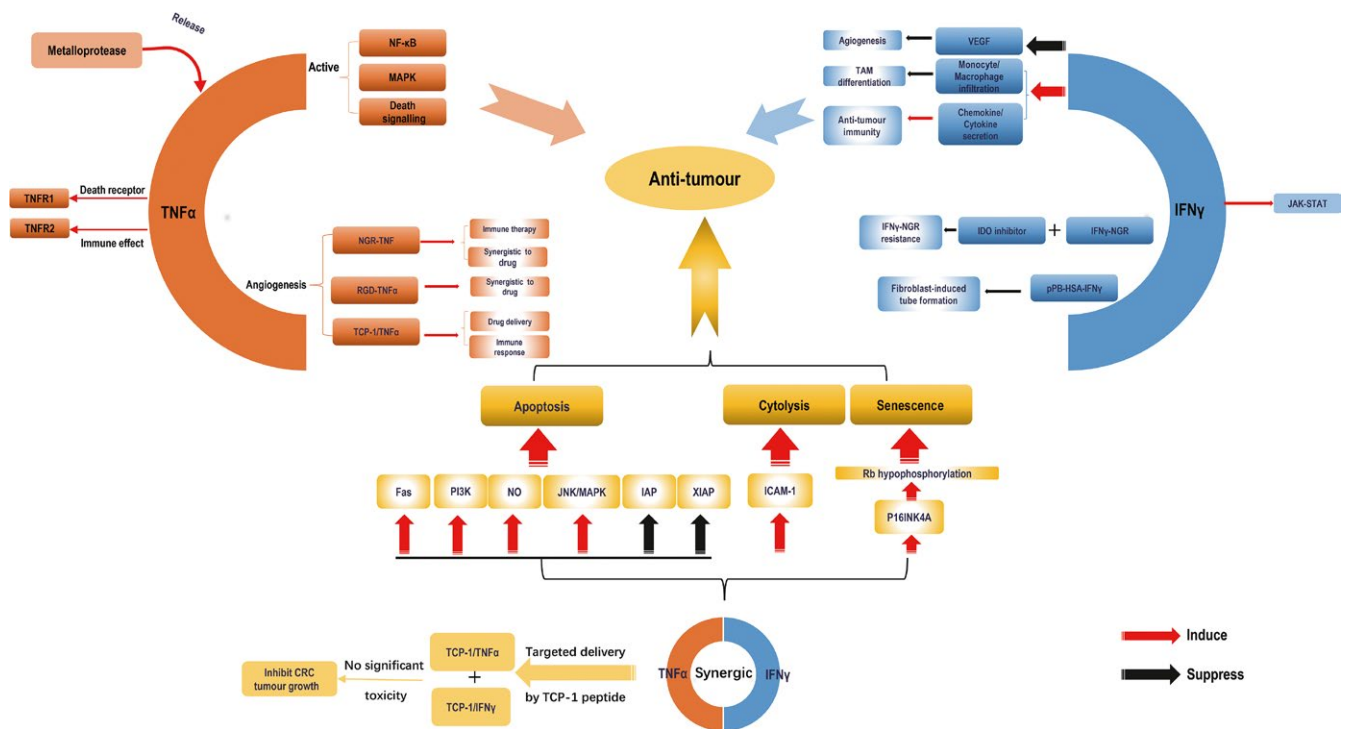 Release
Metalloprotease
Active
NF-κB
MAPK
Death
signalling
TNFR1
Death receptor
TNFR2
Immune effect
TNFα
Angiogenesis
NGR-TNF
Immune therapy
Synergistic to
drug
RGD-TNFα
Synergistic to
drug
TCP-1/TNFα
Drug delivery
Immune
response
Anti-tumour
Agiogenesis
VEGF
TAM
differentiation
Monocyte/
Macrophage
infiltration
Anti-tumour
immunity
Chemokine/
Cytokine
secretion
IFNγ
JAK-STAT
IFNγ-NGR
resistance
IDO inhibitor
+
IFNγ-NGR
Fibroblast-induced
tube formation
pPB-HSA-IFNγ
Apoptosis
Cytolysis
Senescence
Rb hypophosphorylation
Fas
PI3K
NO
JNK/MAPK
IAP
XIAP
ICAM-1
P16INK4A
TNFα
Synergic
IFNγ
Targeted delivery
by TCP-1 peptide
TCP-1/TNFα
+
TCP-1/IFNγ
No significant
toxicity
Inhibit CRC
tumour growth
Induce
Suppress